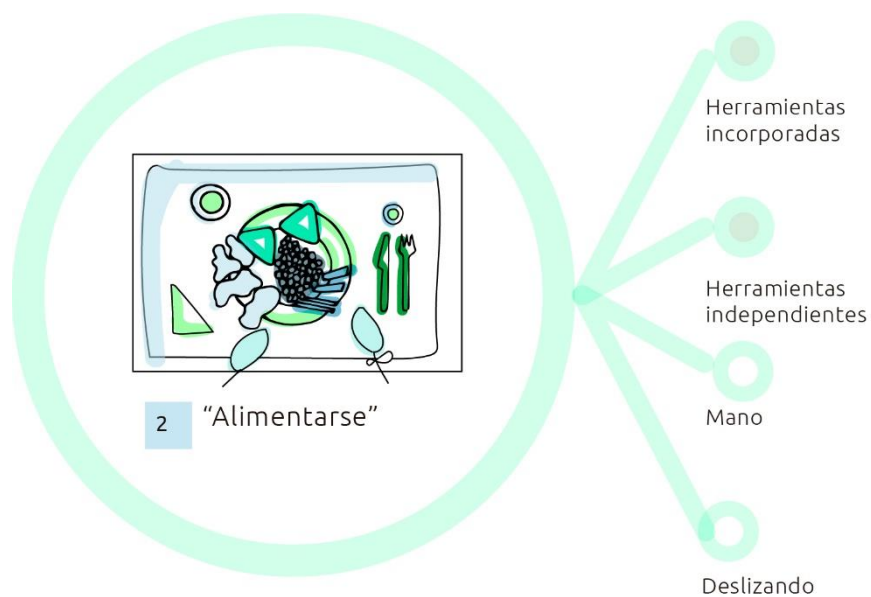 Herramientas
incorporadas
Herramientas
independientes
2 “Alimentarse”
Mano
Deslizando